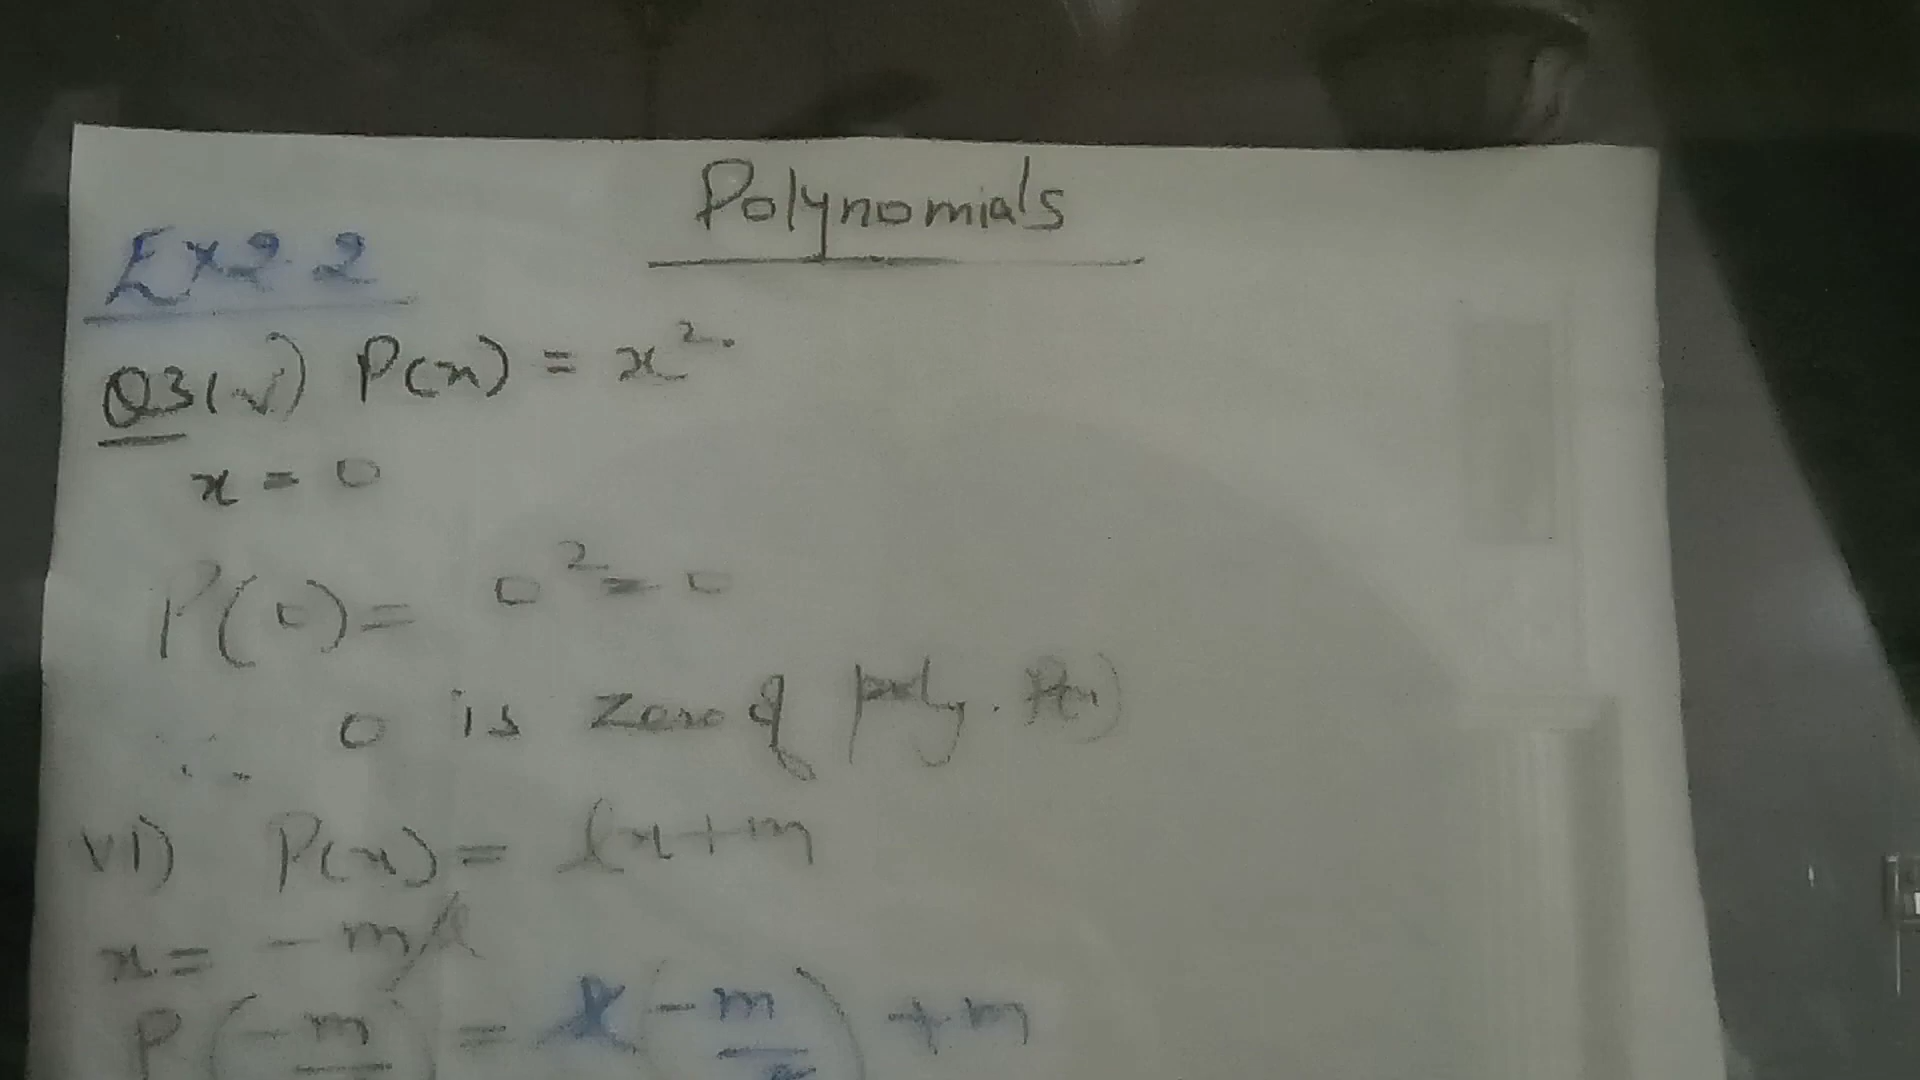 Polynomials
Ex 2.2
Q3(v) P(x) = x².
x = 0
P(0) = 0² = 0
∴ 0 is zero of poly. P(x)
vi) P(x) = lx + m
x = -m/l
P(-m/l) = l(-m/l) + m